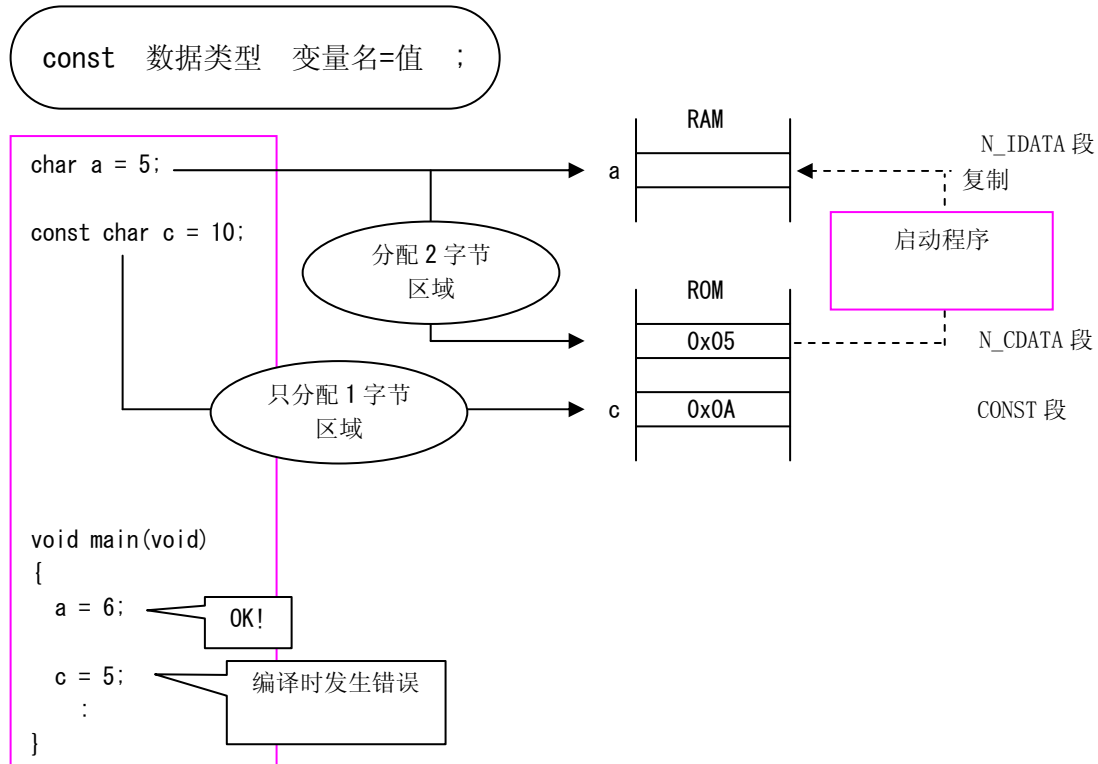 const 数据类型 变量名=值 ;
RAM
N_IDATA 段
char a = 5;
a
复制
const char c = 10;
启动程序
分配 2 字节
区域
ROM
0x05
N_CDATA 段
只分配 1 字节
区域
c
0x0A
CONST 段
void main(void)
{
a = 6;
OK!
c = 5;
编译时发生错误
:
}